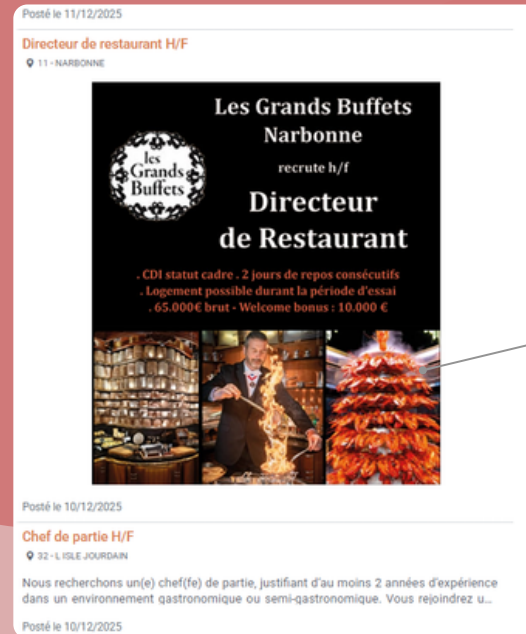 Posté le 11/12/2025
Directeur de restaurant H/F
11 - NARBONNE
Les Grands Buffets
Narbonne
recrute h/f
les
Grands
Buffets
Directeur
de Restaurant
. CDI statut cadre . 2 jours de repos consécutifs
. Logement possible durant la période d'essai
. 65.000€ brut - Welcome bonus : 10.000 €
Posté le 10/12/2025
Chef de partie H/F
32 - L ISLE JOURDAIN
Nous recherchons un(e) chef(fe) de partie, justifiant d'au moins 2 années d'expérience
dans un environnement gastronomique ou semi-gastronomique. Vous rejoindrez u...
Posté le 10/12/2025